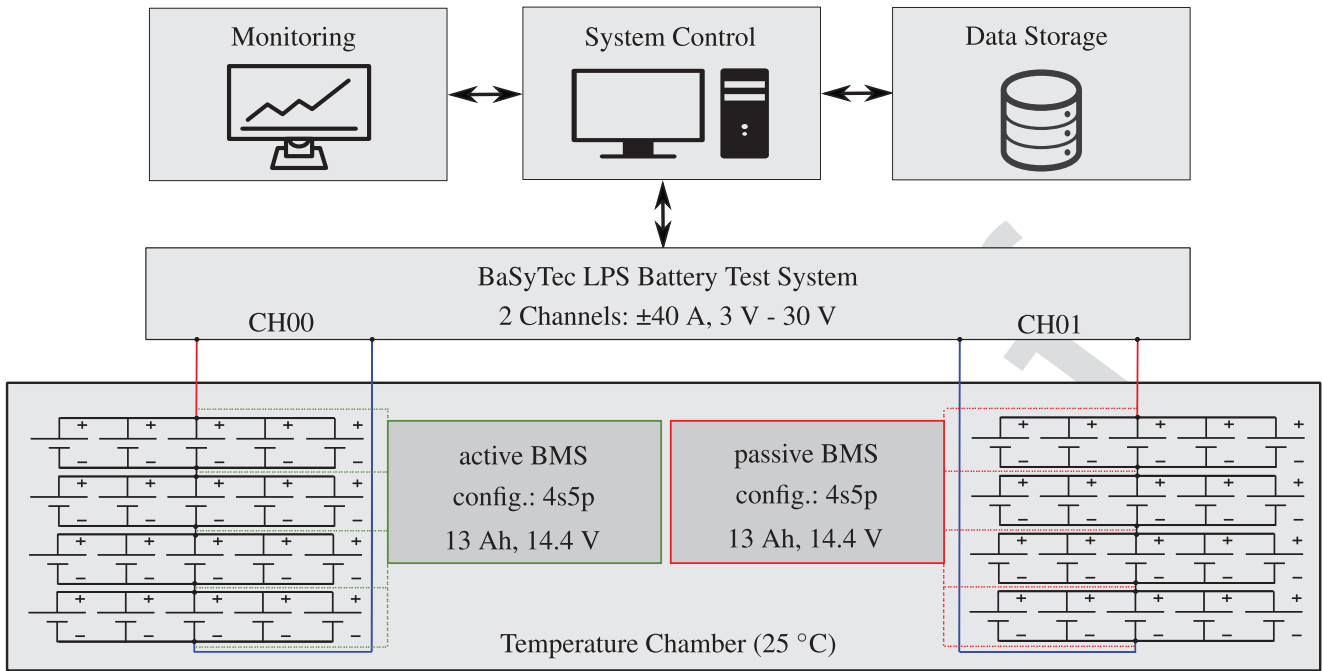 Monitoring
System Control
Data Storage
BaSyTec LPS Battery Test System
2 Channels: ±40 A, 3 V - 30 V
CH00
CH01
active BMS
config.: 4s5p
13 Ah, 14.4 V
passive BMS
config.: 4s5p
13 Ah, 14.4 V
Temperature Chamber (25 °C)